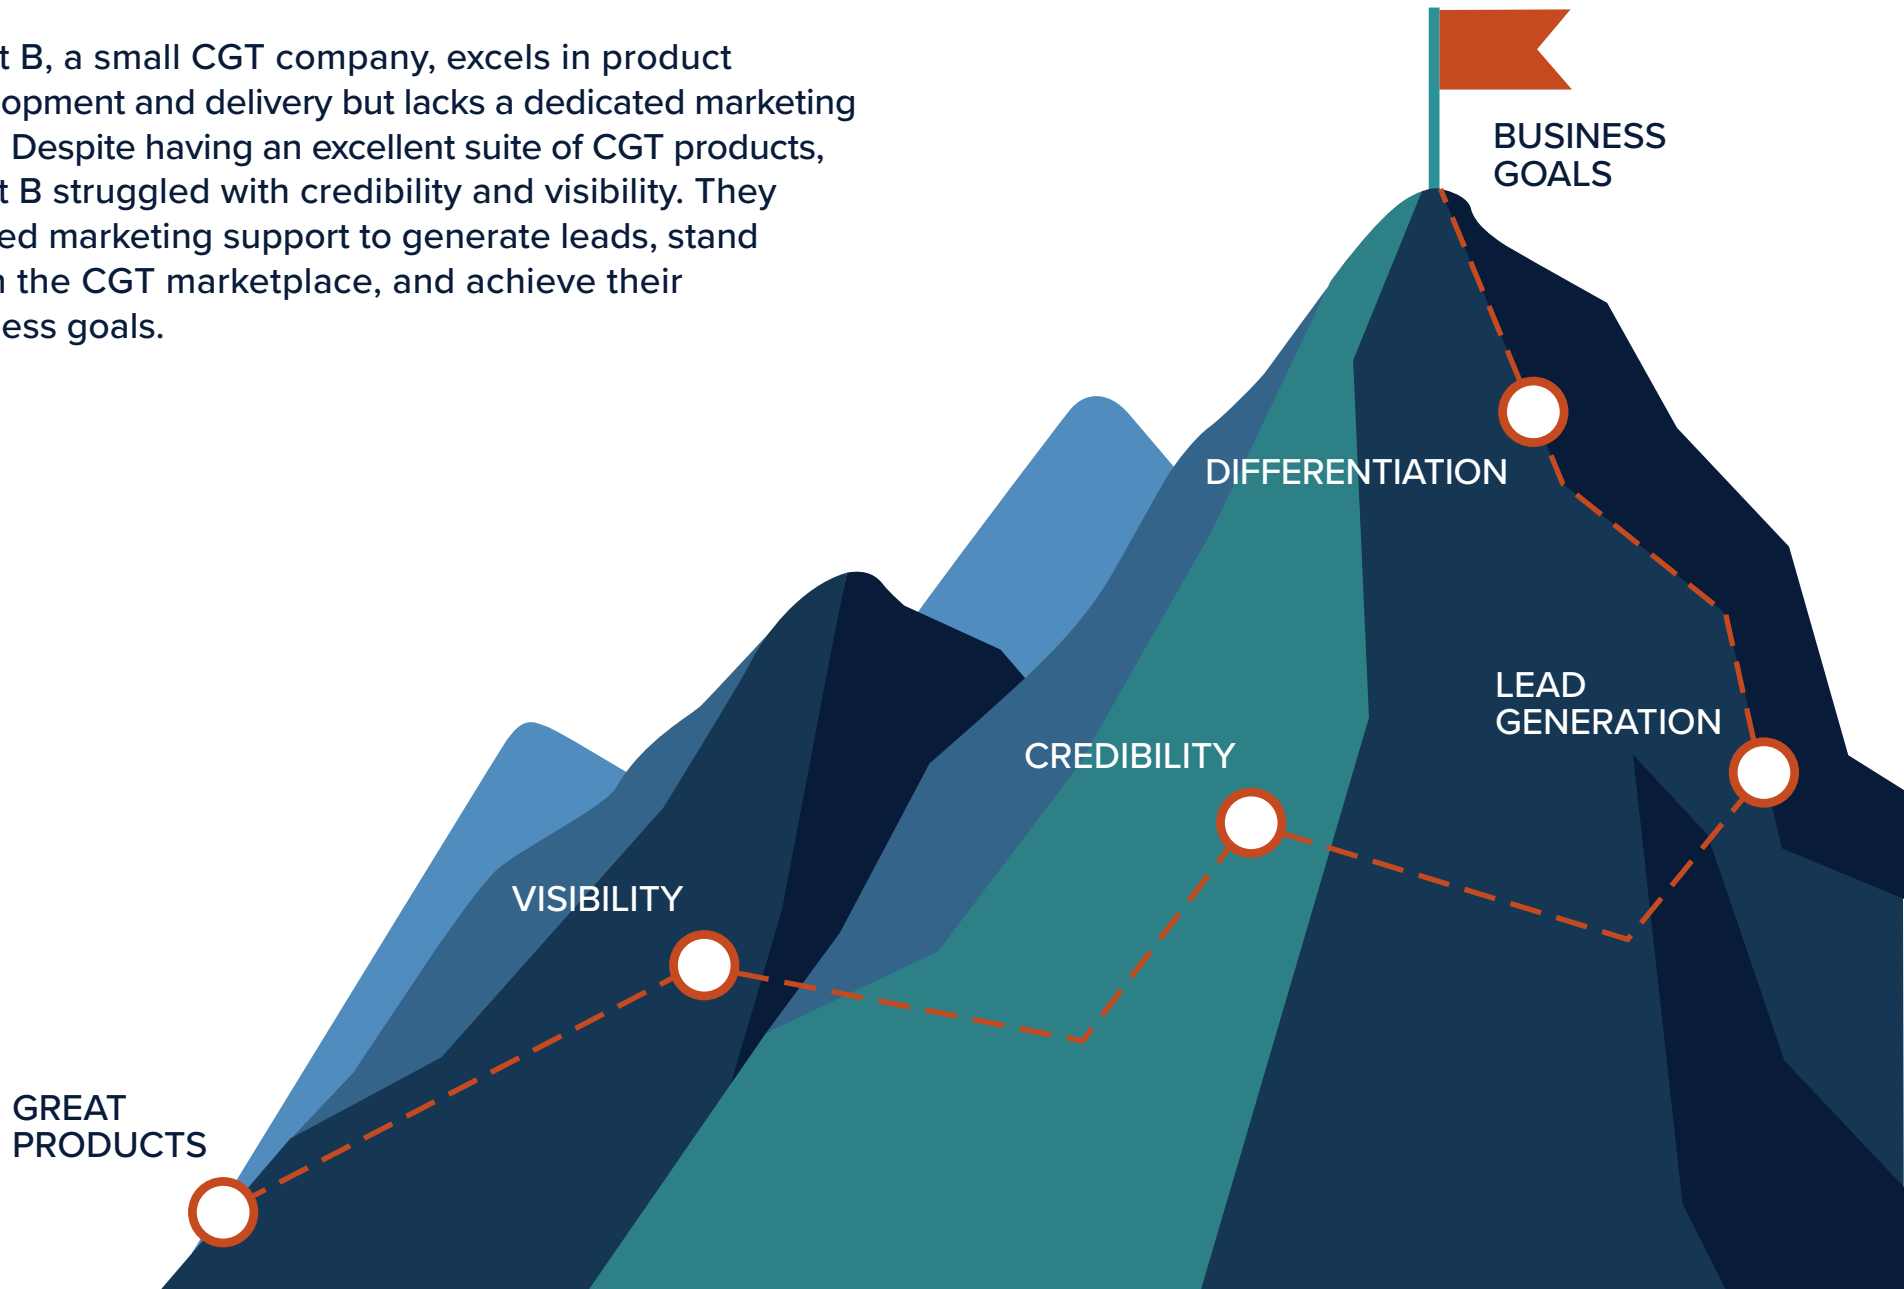 t B, a small CGT company, excels in product
opment and delivery but lacks a dedicated marketing
Despite having an excellent suite of CGT products,
t B struggled with credibility and visibility. They
ed marketing support to generate leads, stand
the CGT marketplace, and achieve their
ess goals.
BUSINESS
GOALS
DIFFERENTIATION
LEAD
GENERATION
CREDIBILITY
VISIBILITY
GREAT
PRODUCTS